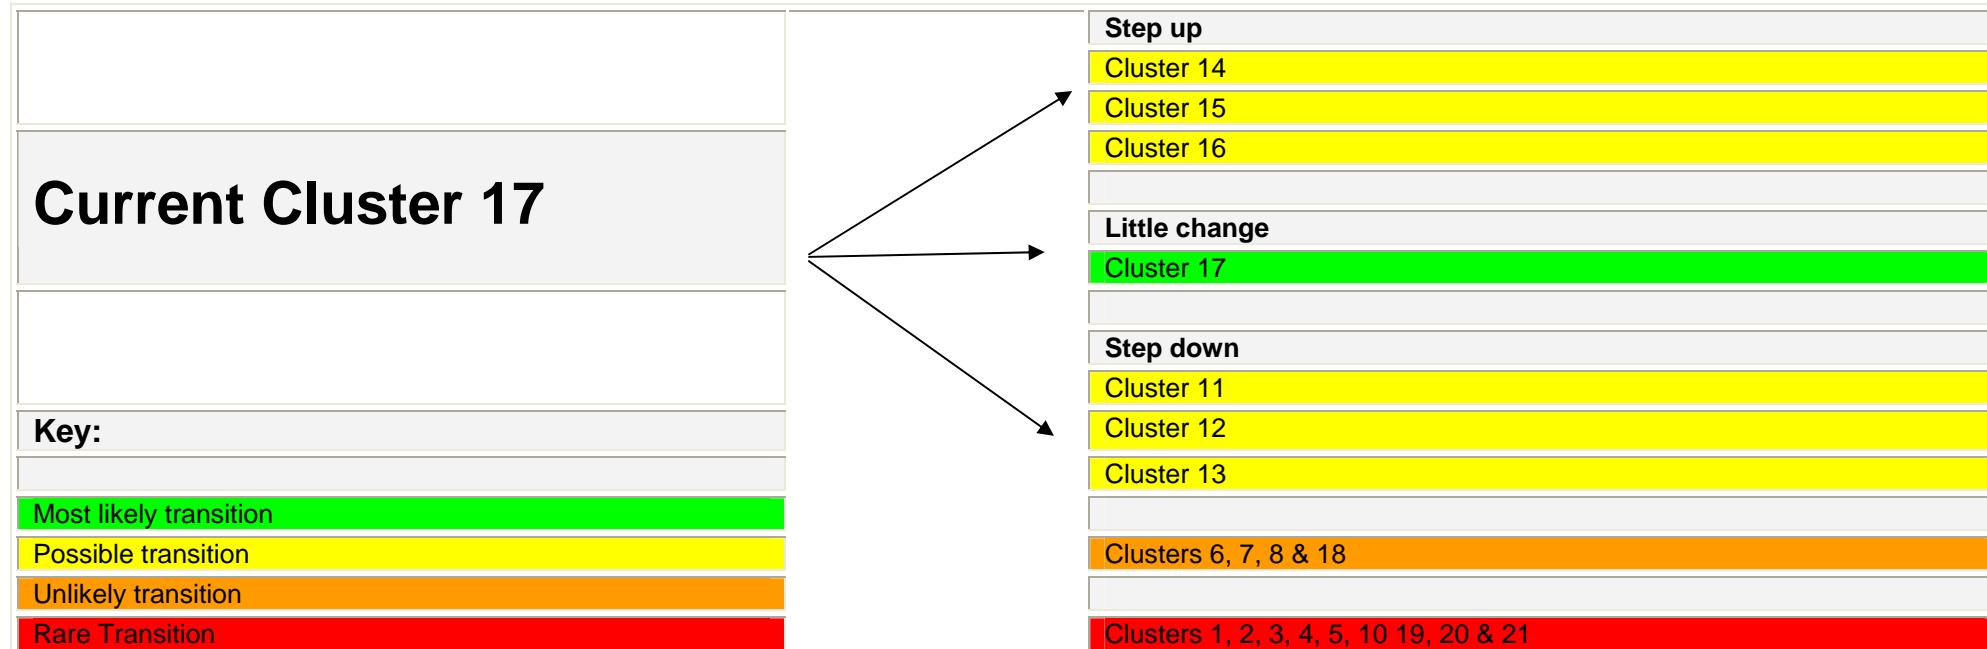 Current Cluster 17
Key:
Most likely transition
Possible transition
Unlikely transition
Rare Transition
Step up
Cluster 14
Cluster 15
Cluster 16
Little change
Cluster 17
Step down
Cluster 11
Cluster 12
Cluster 13
Clusters 6, 7, 8 & 18
Clusters 1, 2, 3, 4, 5, 10 19, 20 & 21